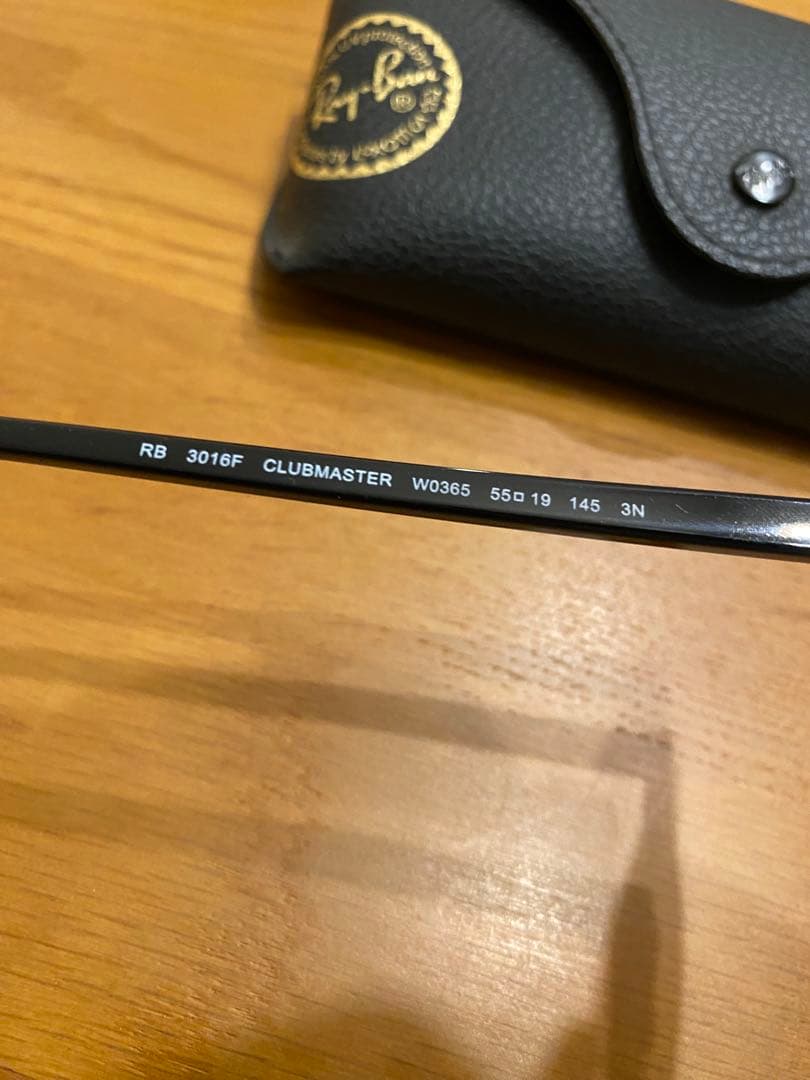 Ray-Ban
RB 3016F CLUBMASTER W0365 55□19 145 3N